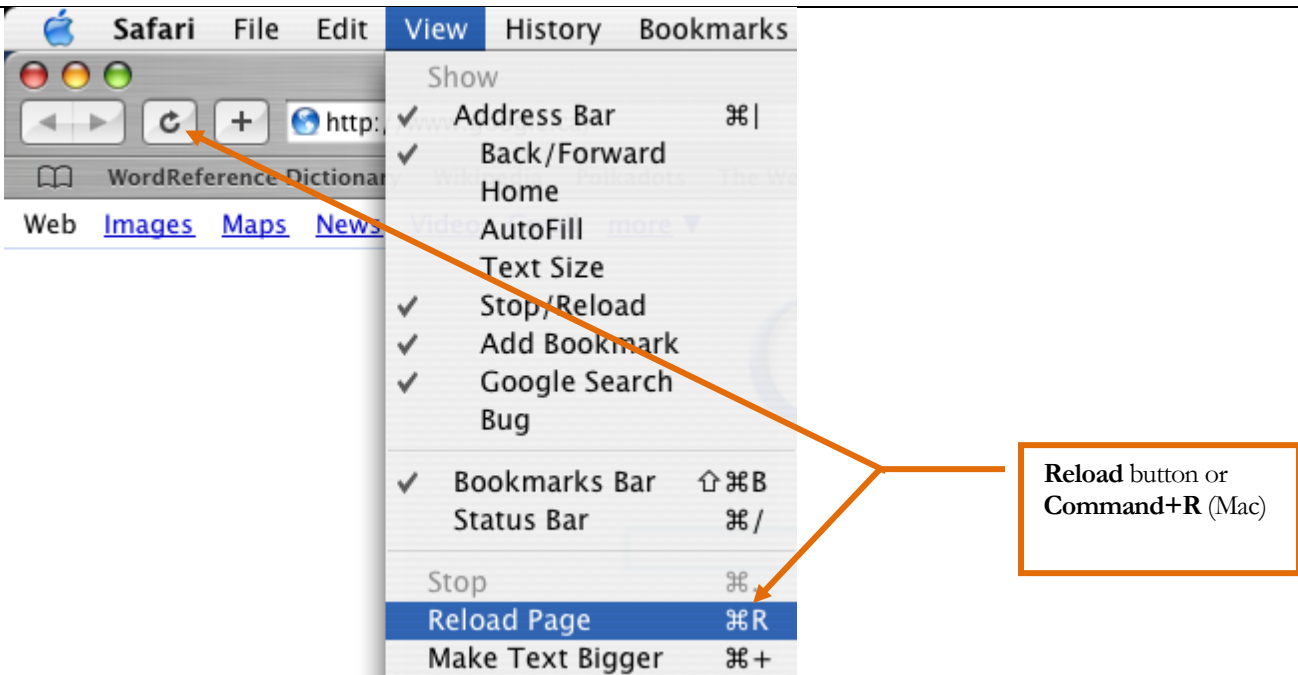 Safari File Edit View History Bookmarks
Show
Address Bar ⌘|
http:
Back/Forward
WordReference Dictionary
Home
Web Images Maps News
AutoFill
more ▼
Text Size
Stop/Reload
Add Bookmark
Google Search
Bug
Reload button or
Command+R (Mac)
Bookmarks Bar ⇧⌘B
Status Bar ⌘/
Stop ⌘.
Reload Page ⌘R
Make Text Bigger ⌘+